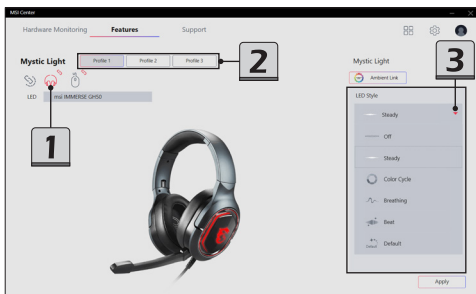 MSI Center
Hardware Monitoring Features Support
Mystic Light Profile 1 Profile 2 Profile 3
2
LED msi IMMERSE GH50
1
Mystic Light
3
Ambient Link
LED Style
Steady
Off
Steady
Color Cycle
Breathing
Beat
Default Default
Apply